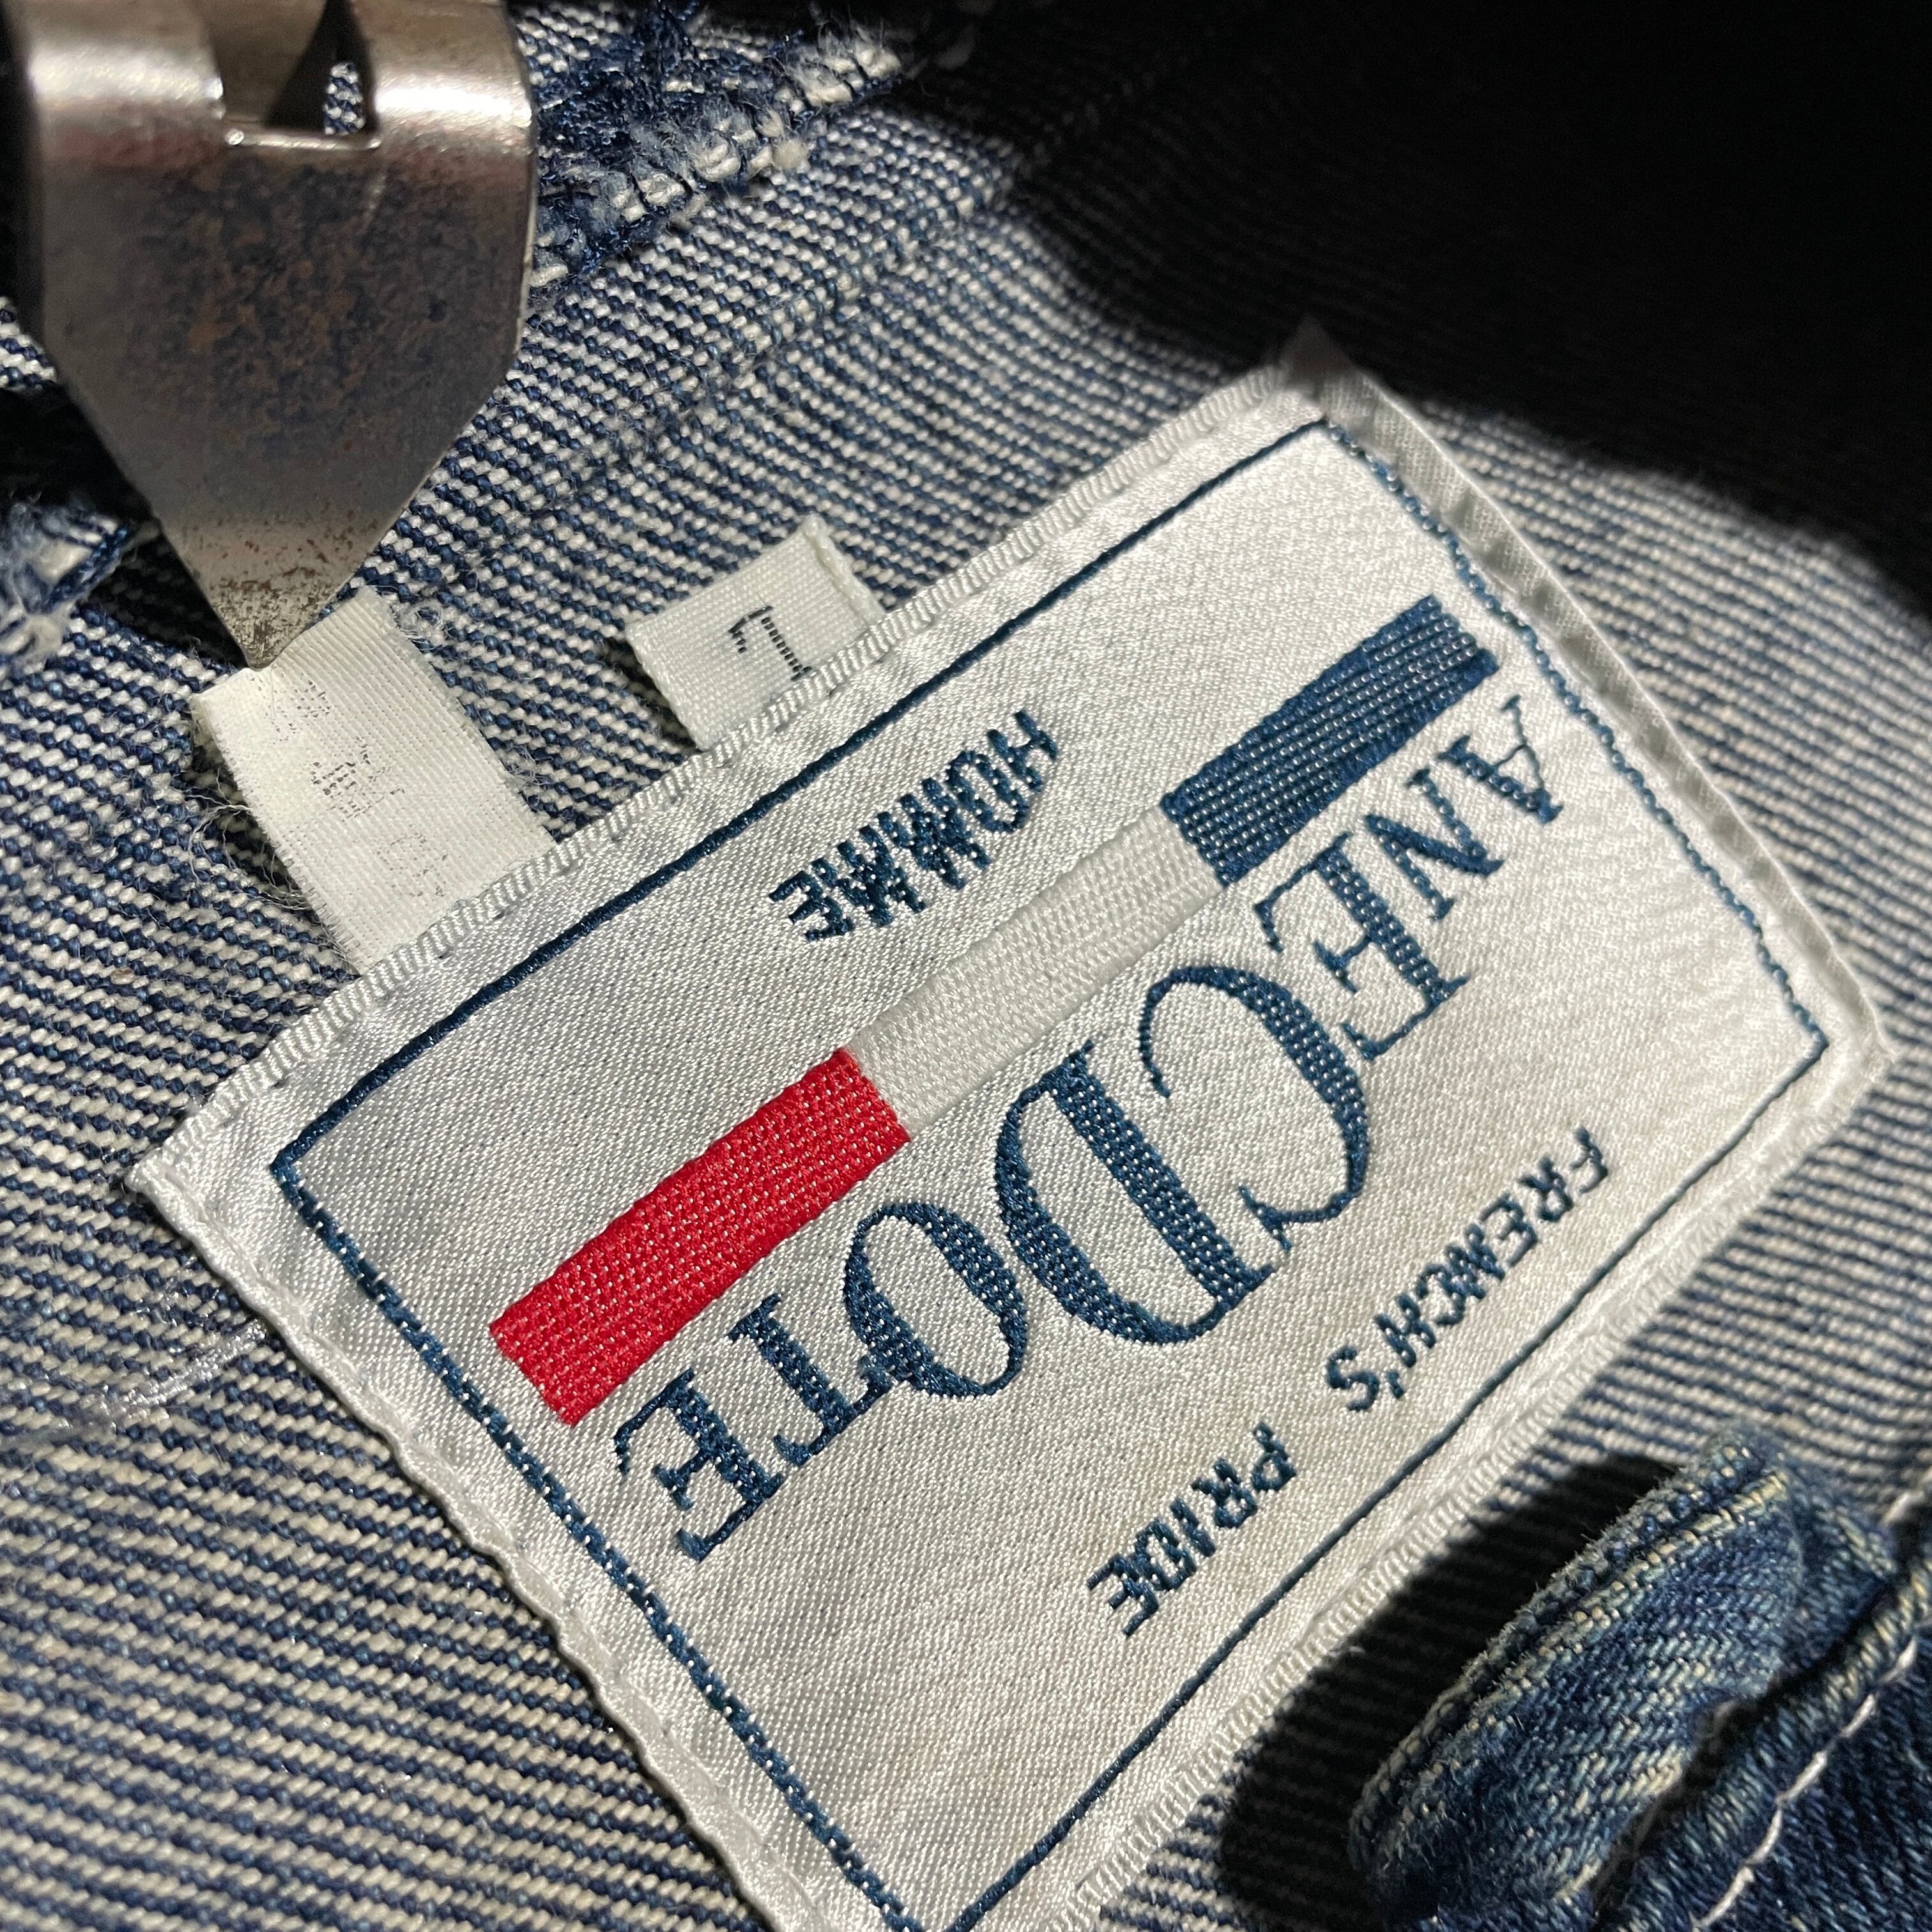 FRENCH'S PRIDE
ANECDOTE
HOMME
L